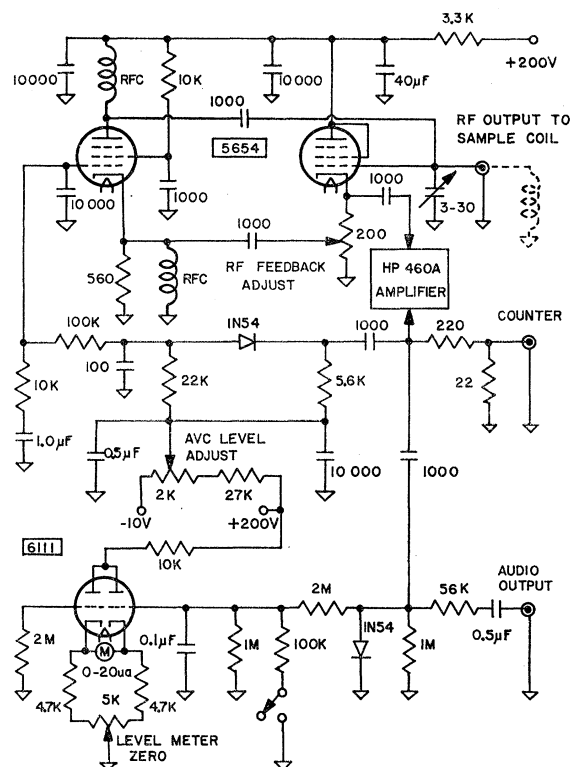 3.3K
+200V
10000
RFC
10K
10000
40µF
1000
5654
RF OUTPUT TO
SAMPLE COIL
10000
1000
1000
3-30
1000
200
560
RFC
RF FEEDBACK
ADJUST
HP 460A
AMPLIFIER
100K
1N54
1000
220
COUNTER
10K
100
22K
5.6K
22
1.0µF
0.5µF
AVC LEVEL
ADJUST
2K
27K
10000
1000
-10V
+200V
6111
10K
2M
M
0-20ua
0.1µF
1M
100K
2M
1N54
1M
56K
AUDIO
OUTPUT
0.5µF
4.7K
5K
4.7K
LEVEL METER
ZERO